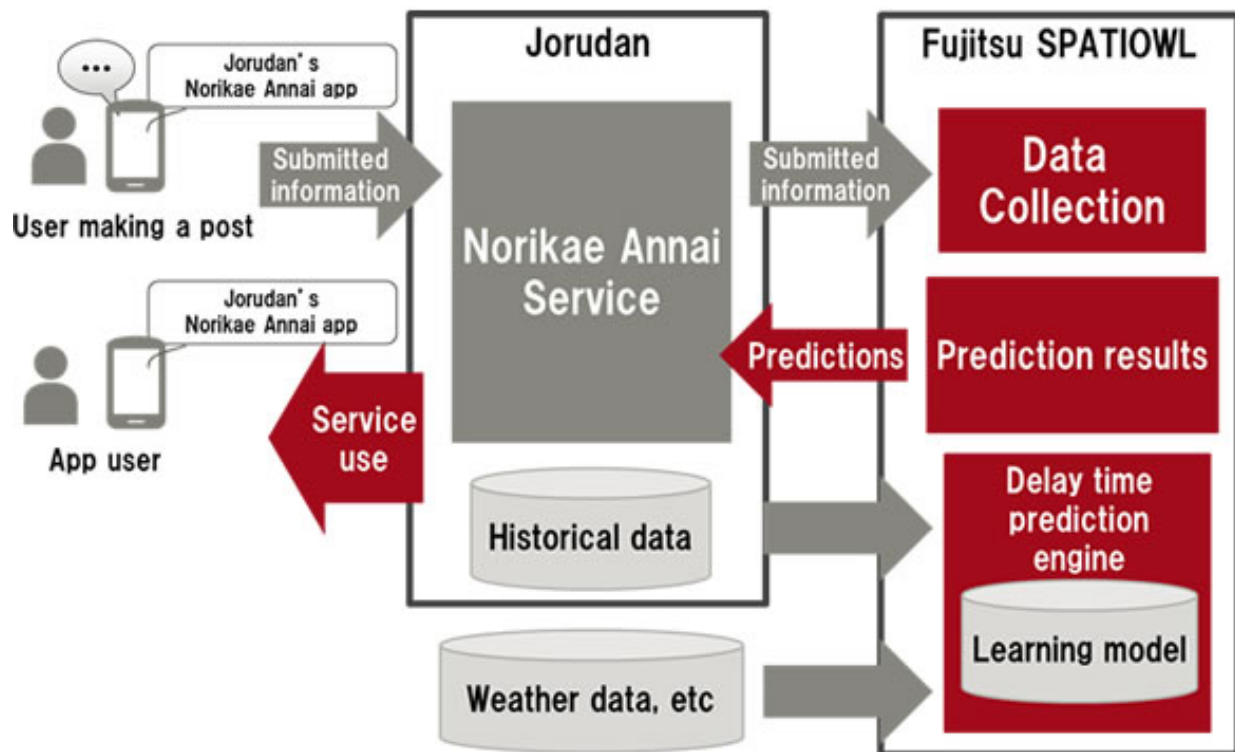 •••
Jorudan's
Norikae Annai app
User making a post
Submitted
information
Jorudan
Norikae Annai
Service
Submitted
information
Fujitsu SPATIOWL
Data
Collection
Jorudan's
Norikae Annai app
App user
Service
use
Predictions
Prediction results
Historical data
Delay time
prediction
engine
Learning model
Weather data, etc